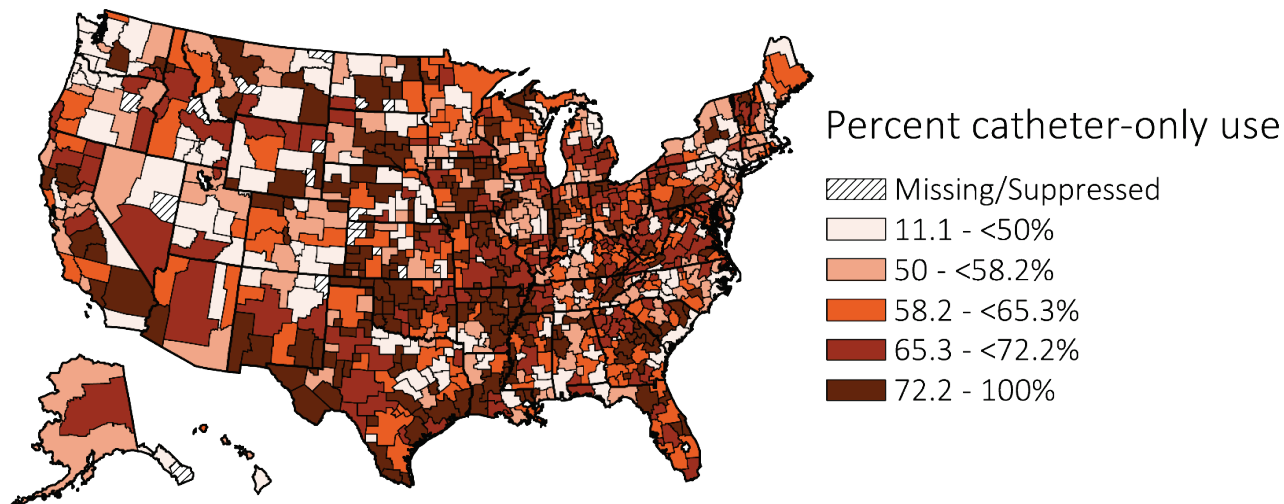 Percent catheter-only use
Missing/Suppressed
11.1 - <50%
50 - <58.2%
58.2 - <65.3%
65.3 - <72.2%
72.2 - 100%